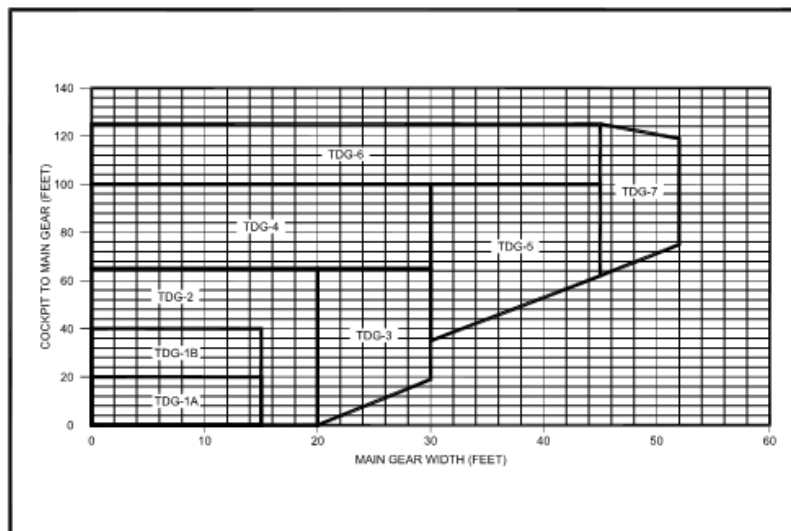 COCKPIT TO MAIN GEAR (FEET)
140
120
100
80
60
40
20
0
TDG-6
TDG-4
TDG-7
TDG-5
TDG-2
TDG-3
TDG-1B
TDG-1A
0 10 20 30 40 50 60
MAIN GEAR WIDTH (FEET)